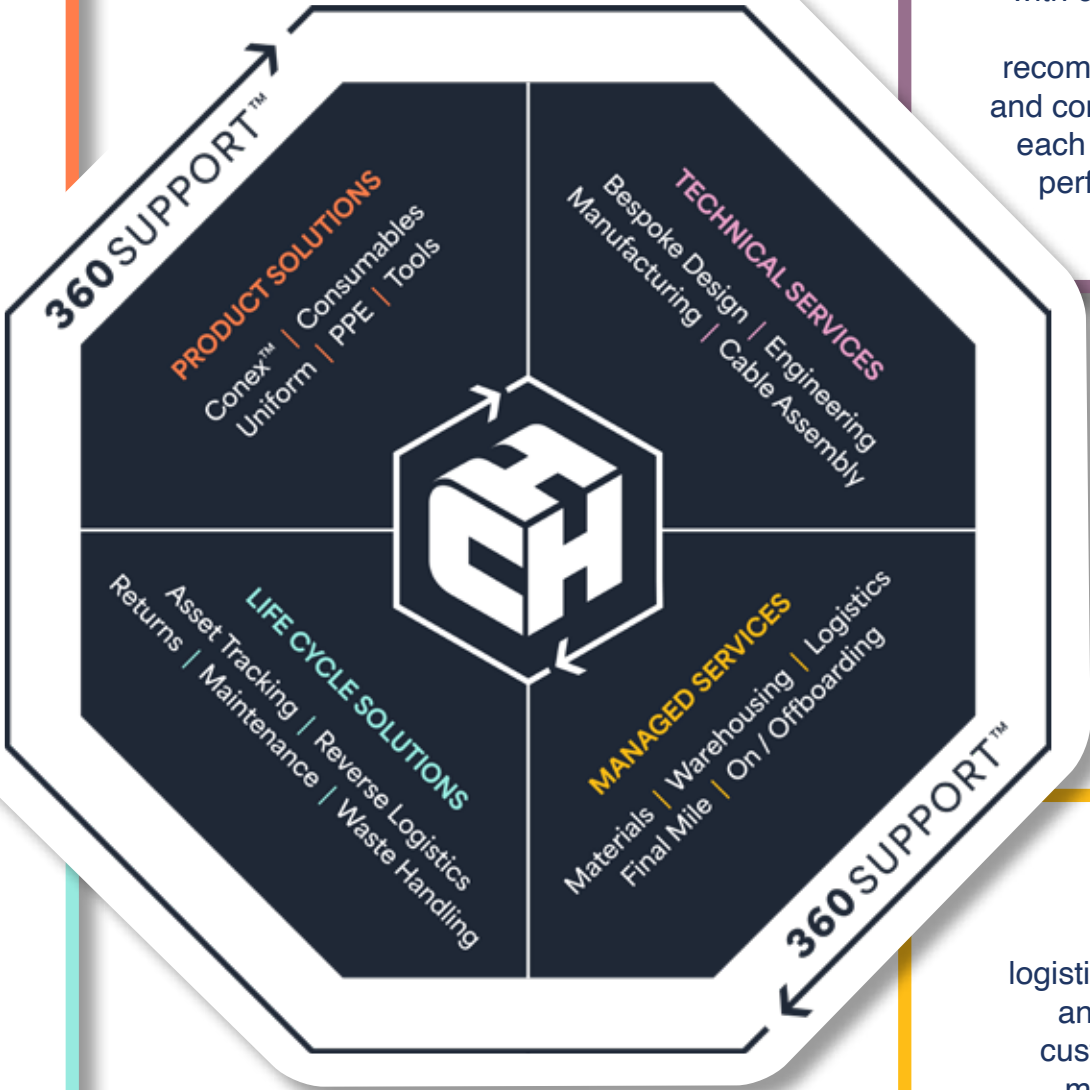 recom
and co
each
perf
360 SUPPORT™
PRODUCT SOLUTIONS
Conex™ | Consumables
Uniform | PPE | Tools
TECHNICAL SERVICES
Bespoke Design | Engineering
Manufacturing | Cable Assembly
CHH
LIFE CYCLE SOLUTIONS
Asset Tracking | Reverse Logistics
Returns | Maintenance | Waste Handling
MANAGED SERVICES
Materials | Warehousing | Logistics
Final Mile | On / Offboarding
360 SUPPORT™
logisti
an
cus